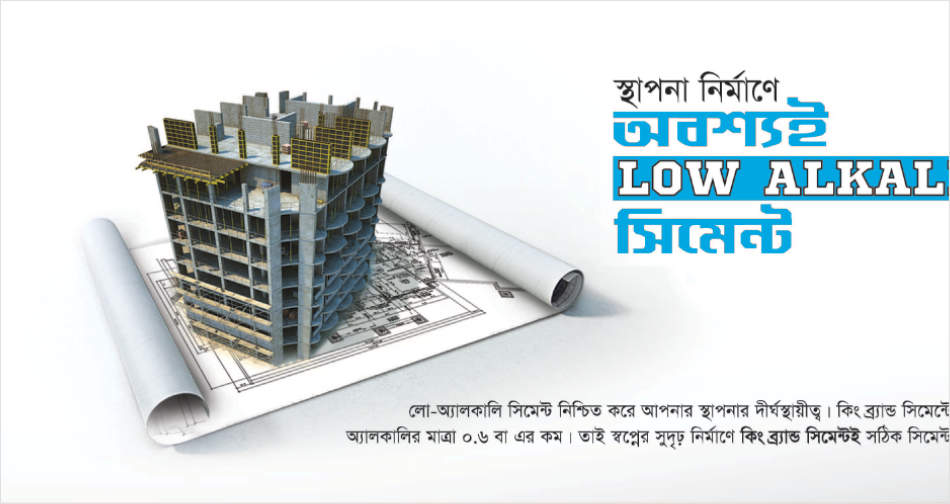 স্থাপনা নির্মাণে
অবশ্যই
LOW ALKAL
সিমেন্ট
লো-অ্যালকালি সিমেন্ট নিশ্চিত করে আপনার স্থাপনার দীর্ঘস্থায়ীত্ব। কিং ব্র্যান্ড সিমেন্টে
অ্যালকালির মাত্রা ০.৬ বা এর কম। তাই স্বপ্নের সুদৃঢ় নির্মাণে কিং ব্র্যান্ড সিমেন্টই সঠিক সিমেন্ট